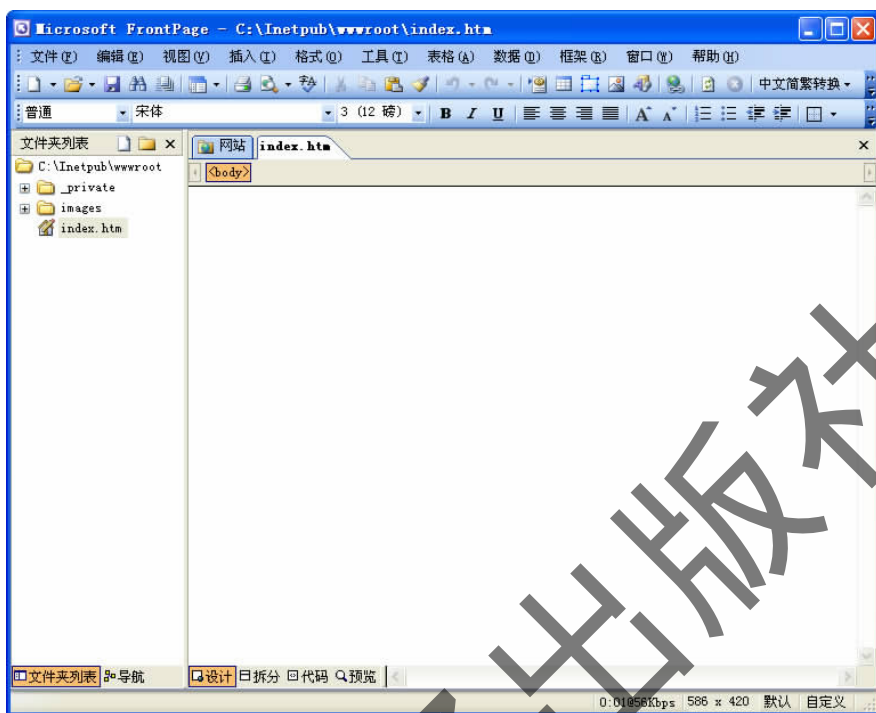 Microsoft FrontPage - C:\Inetpub\wwwroot\index.htm
文件(F) 编辑(E) 视图(V) 插入(I) 格式(O) 工具(T) 表格(A) 数据(D) 框架(R) 窗口(W) 帮助(H)
中文简繁转换
普通 宋体 3 (12 磅) B I U A A
文件夹列表
网站 index.htm
C:\Inetpub\wwwroot
<body>
_private
images
index.htm
文件夹列表 导航 设计 拆分 代码 预览
586 x 420 默认 自定义
出版社